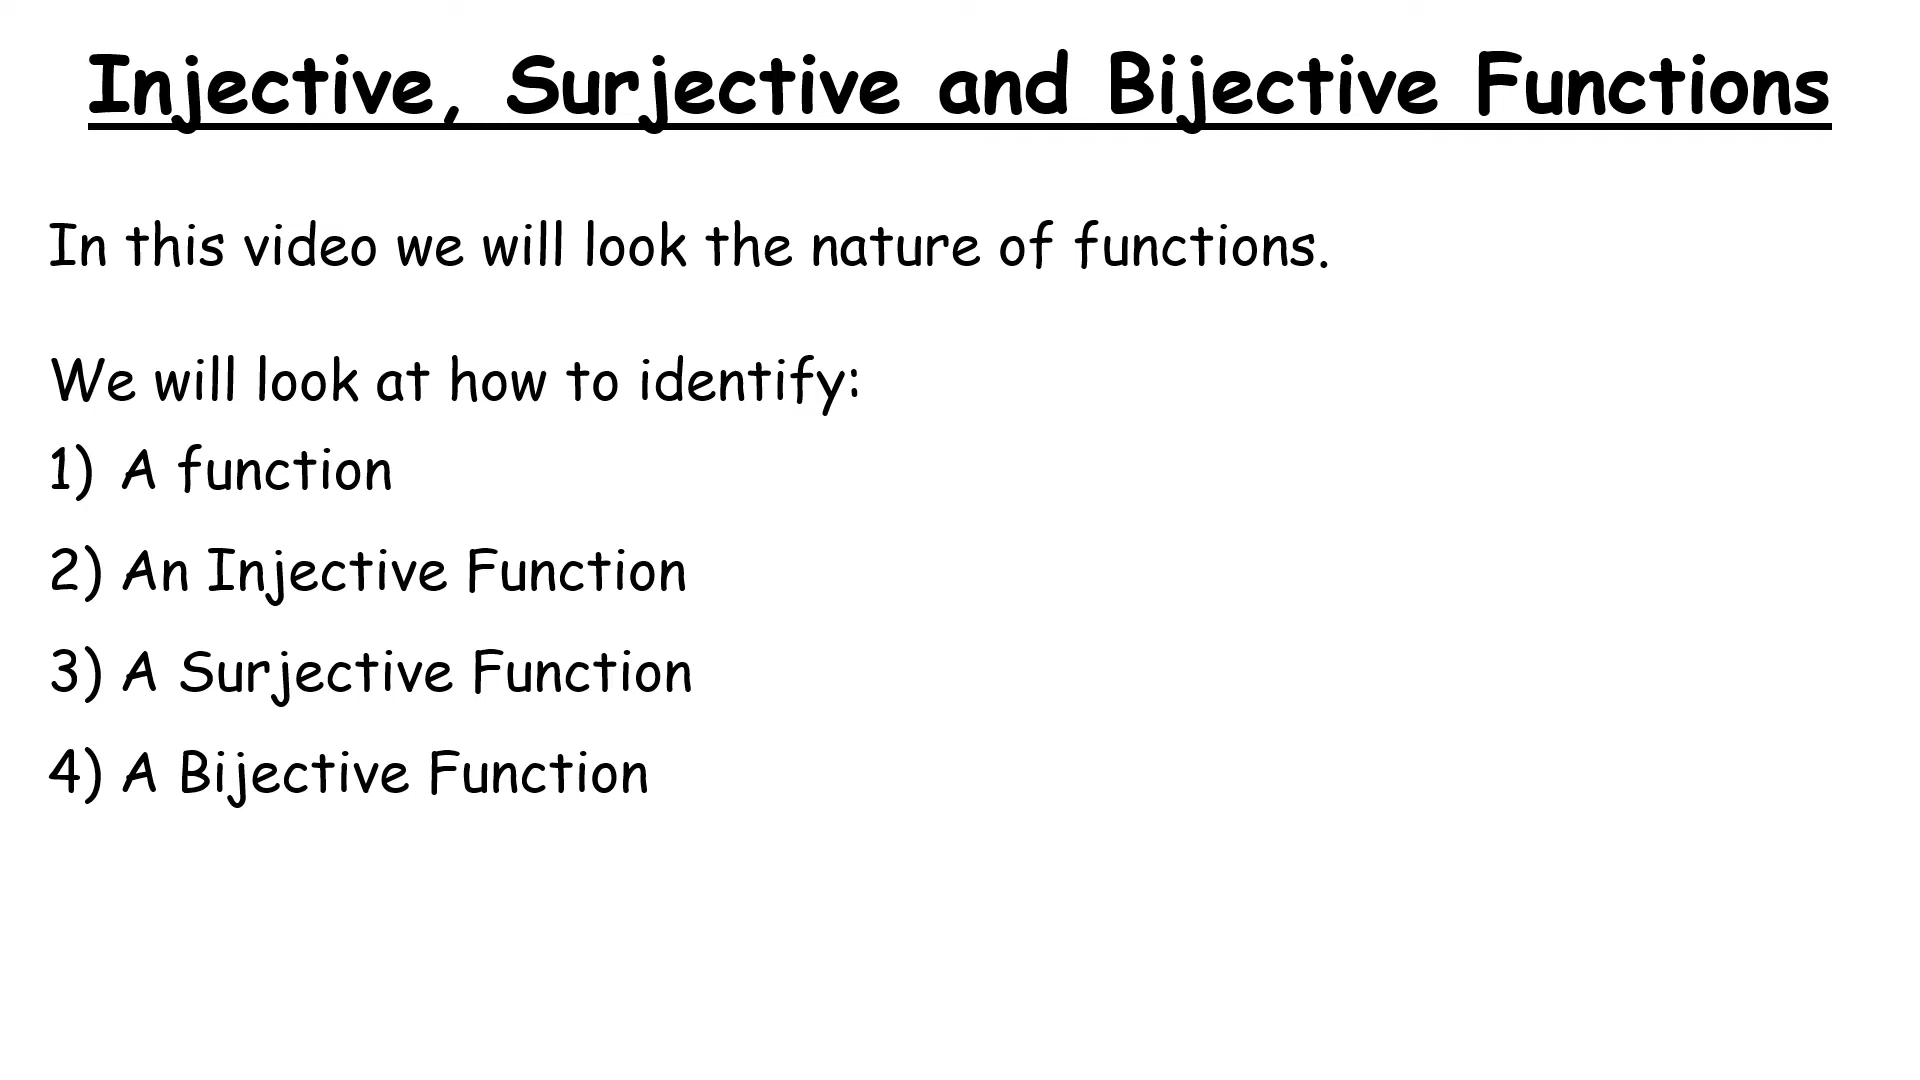 Injective, Surjective and Bijective Functions
In this video we will look the nature of functions.
We will look at how to identify:
1) A function
2) An Injective Function
3) A Surjective Function
4) A Bijective Function